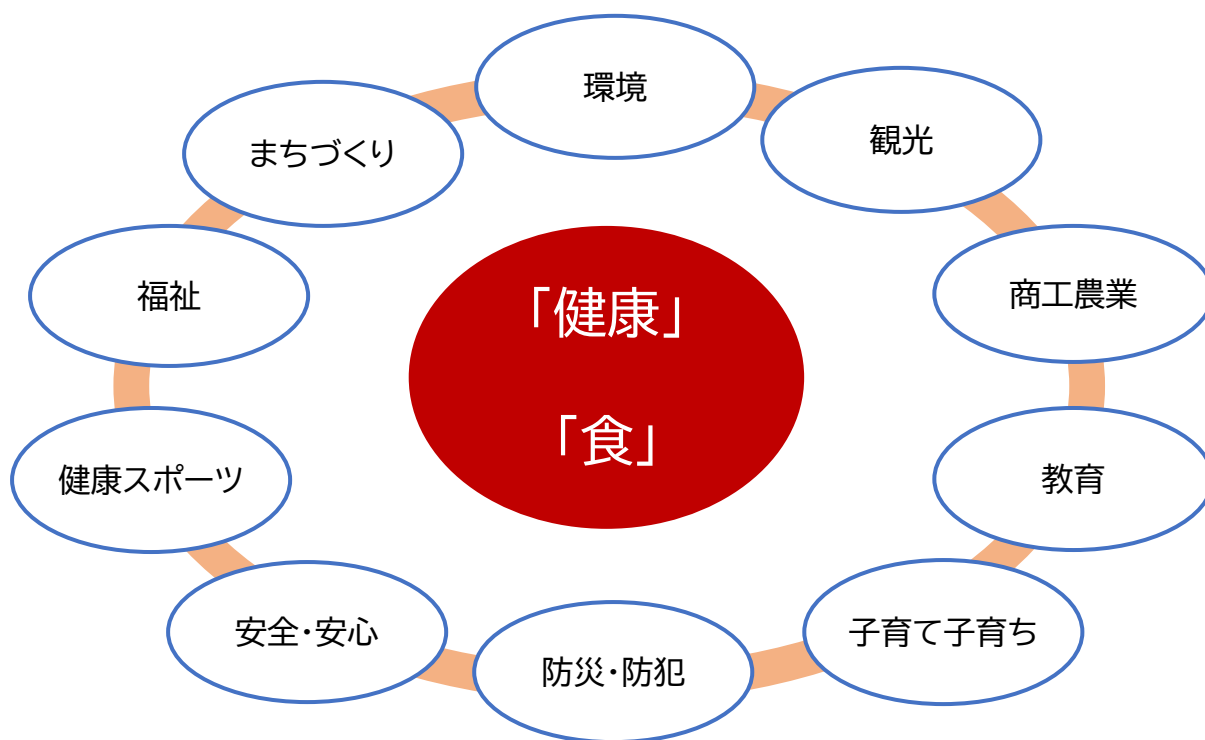 環境
観光
まちづくり
商工農業
福祉
「健康」
「食」
教育
健康スポーツ
子育て子育ち
安全・安心
防災・防犯